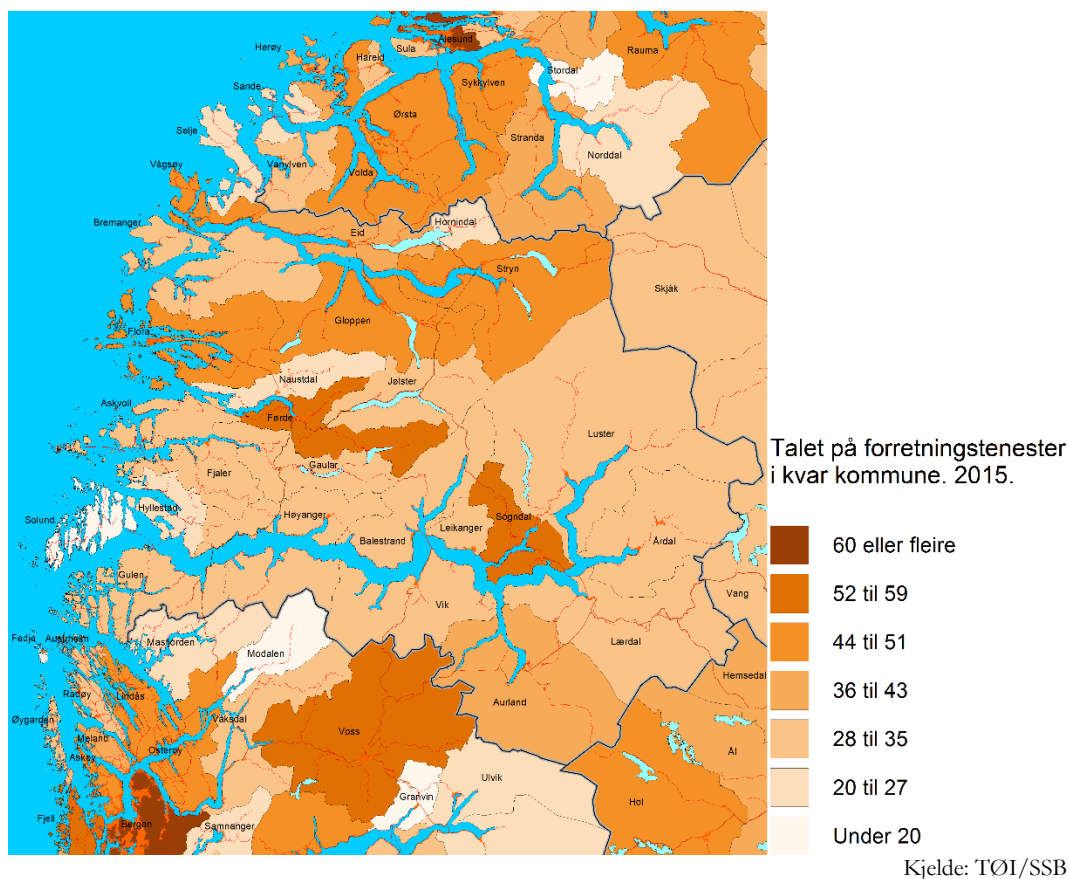 Ålesund
Herøy
Sula
Hareid
Rauma
Stordal
Sykkylven
Sande
Ørsta
Selje
Stranda
Norddal
Vågsøy
Vanylven
Volda
Bremanger
Hornindal
Eid
Stryn
Skjåk
Gloppen
Flora
Naustdal
Jølster
Askvoll
Førde
Luster
Gaular
Fjaler
Hyllestad
Solund
Høyanger
Leikanger
Sogndal
Balestrand
Årdal
Gulen
Vang
Vik
Fedje
Austrheim
Masfjorden
Modalen
Lærdal
Hemsedal
Radøy
Lindås
Aurland
Øygarden
Vaksdal
Voss
Meland
Osterøy
Ål
Askøy
Ulvik
Granvin
Hol
Fjell
Bergen
Samnanger
Talet på forretningstenester
i kvar kommune. 2015.
60 eller fleire
52 til 59
44 til 51
36 til 43
28 til 35
20 til 27
Under 20
Kjelde: TØI/SSB